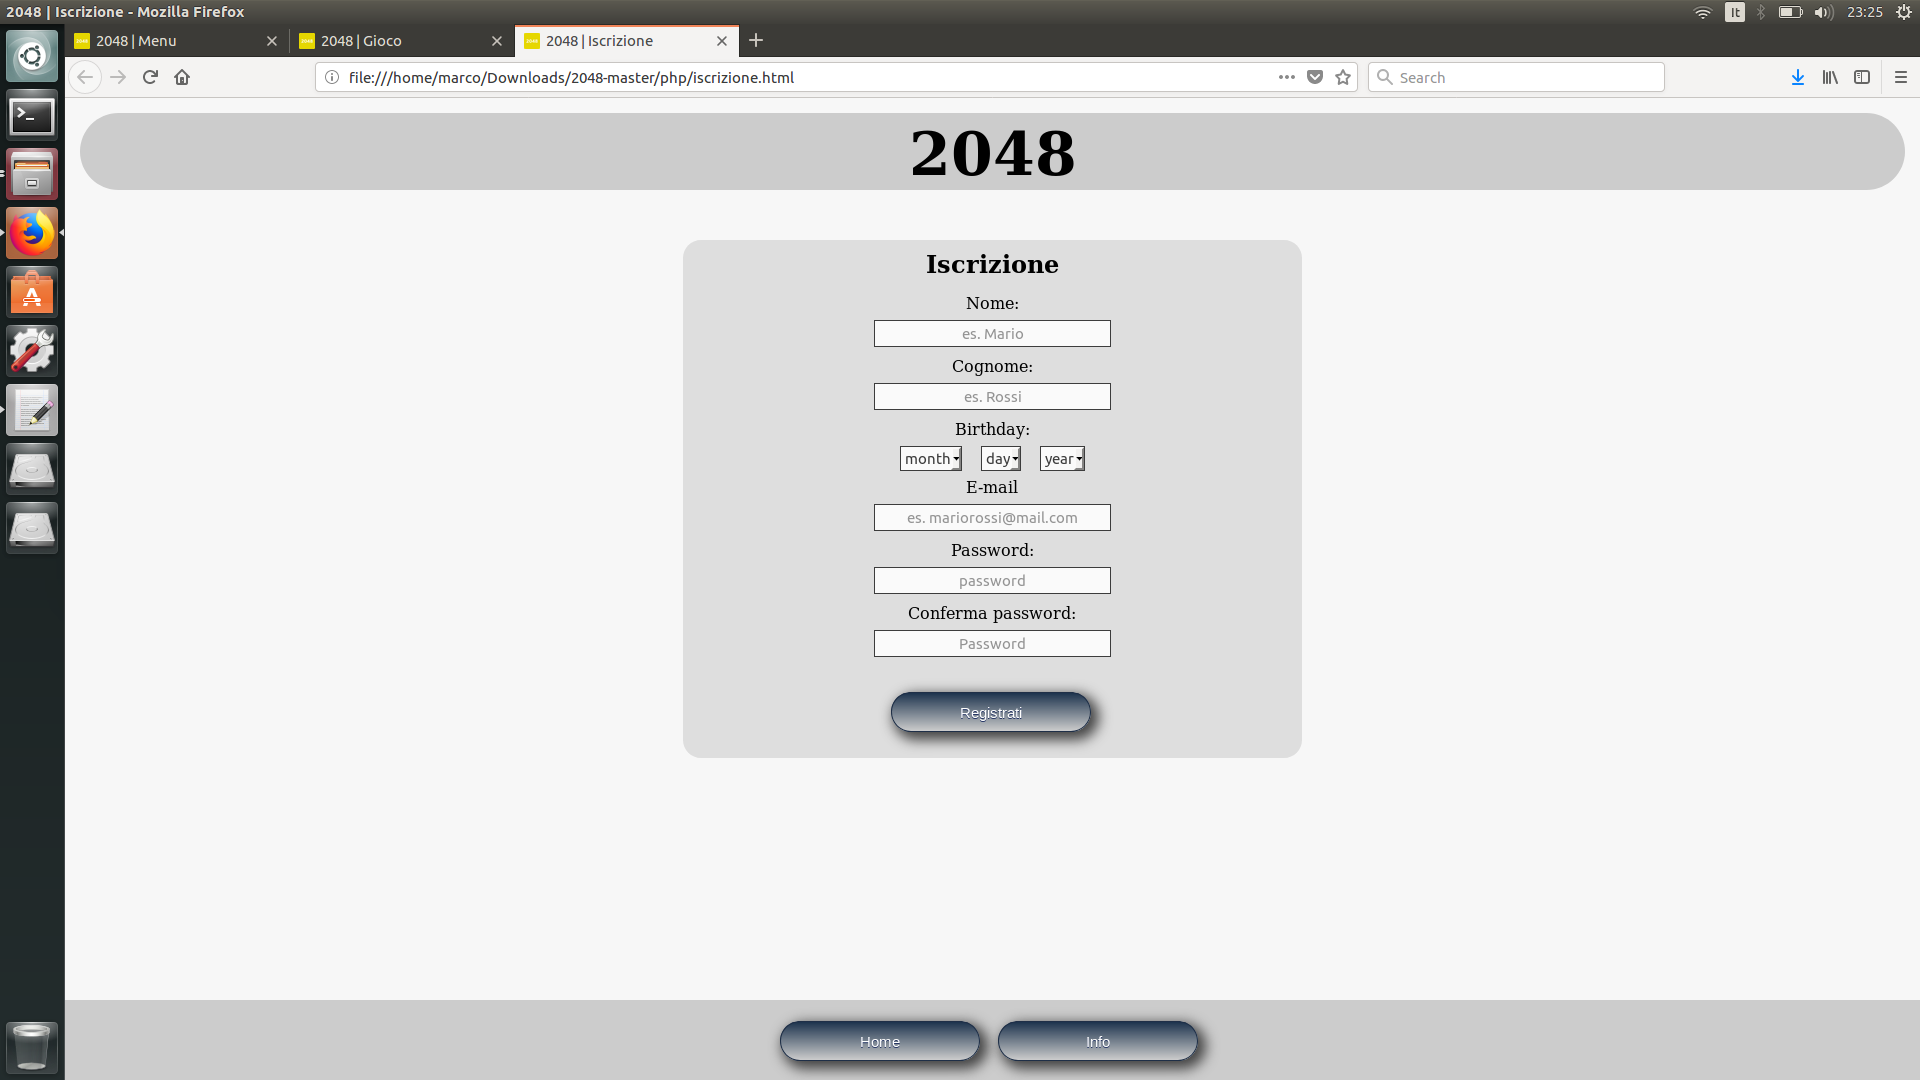 2048 | Iscrizione - Mozilla Firefox
It
23:25
2048 | Menu
2048 | Gioco
2048 | Iscrizione
file:///home/marco/Downloads/2048-master/php/iscrizione.html
Search
2048
Iscrizione
Nome:
es. Mario
Cognome:
es. Rossi
Birthday:
month day year
E-mail
es. mariorossi@mail.com
Password:
password
Conferma password:
Password
Registrati
Home
Info